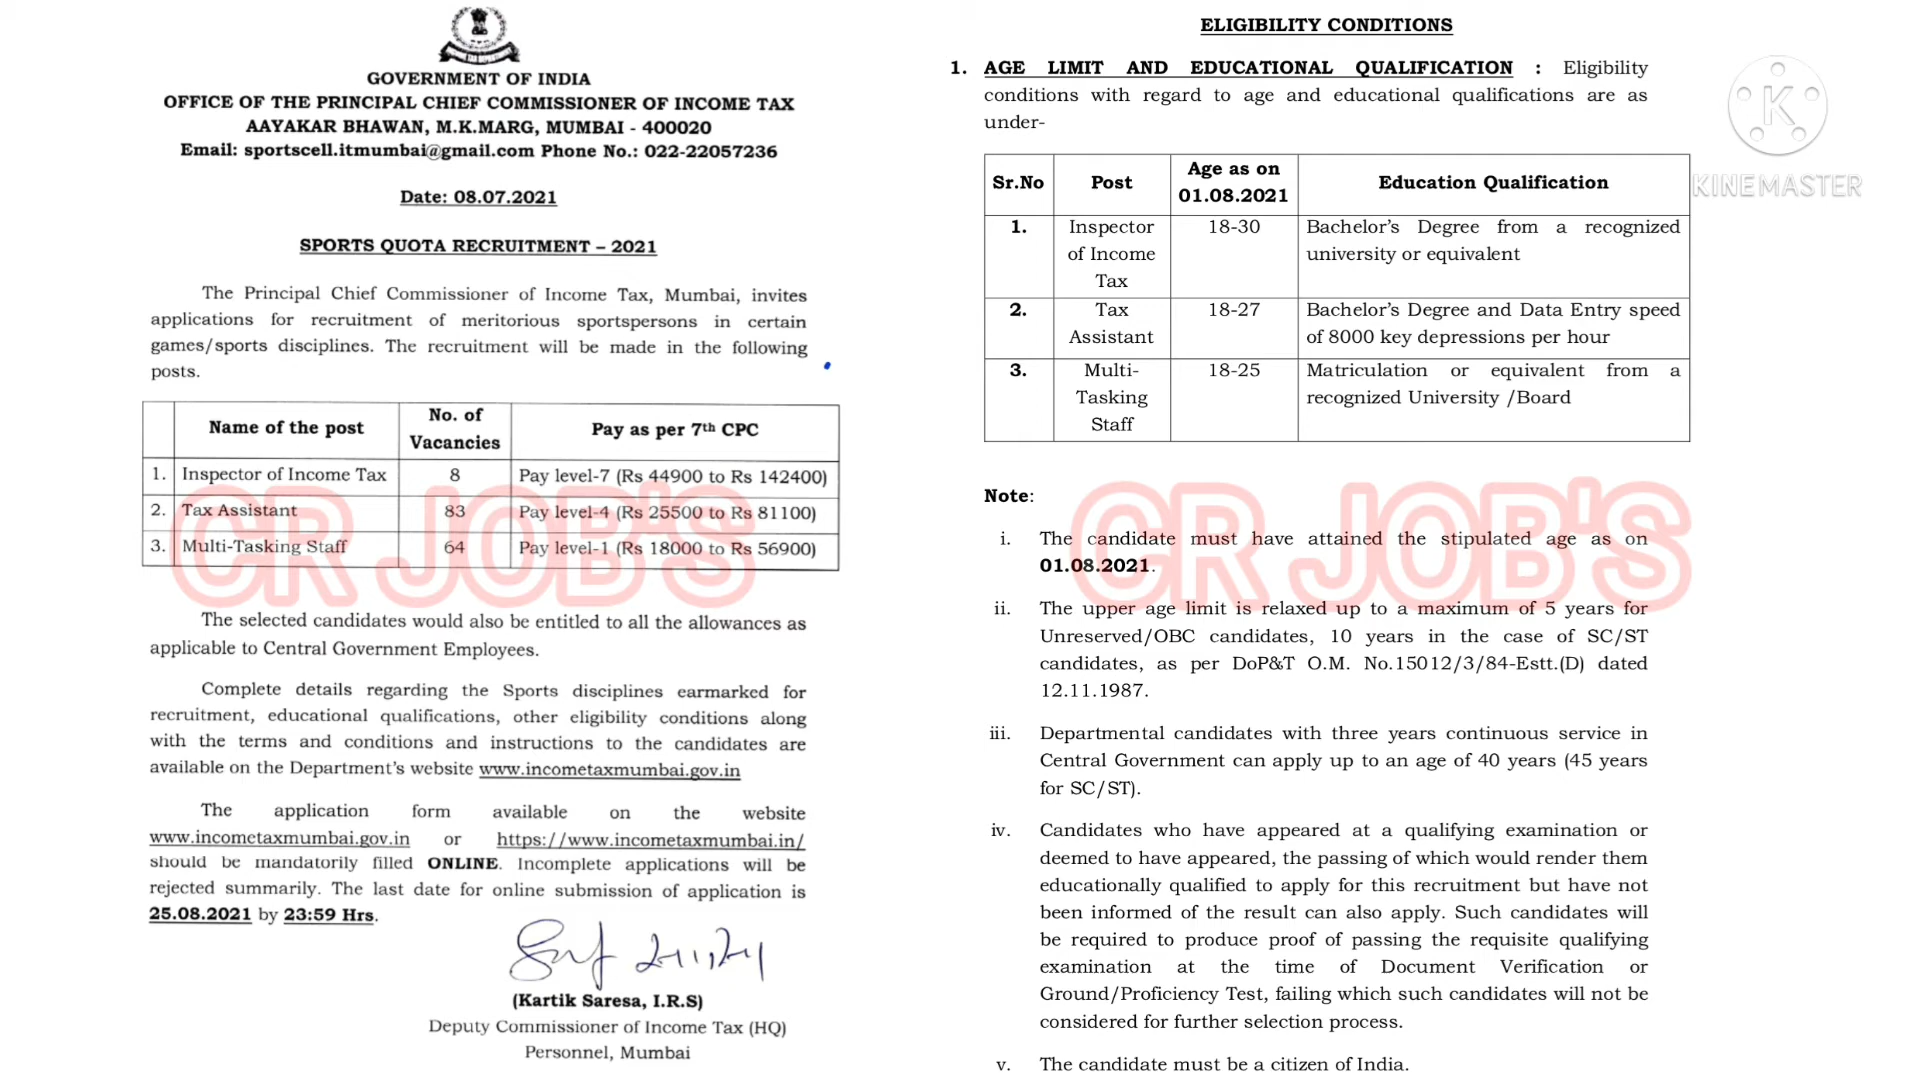 GOVERNMENT OF INDIA
OFFICE OF THE PRINCIPAL CHIEF COMMISSIONER OF INCOME TAX
AAYAKAR BHAWAN, M.K.MARG, MUMBAI - 400020
Email: sportscell.itmumbai@gmail.com Phone No.: 022-22057236
Date: 08.07.2021
SPORTS QUOTA RECRUITMENT – 2021
The Principal Chief Commissioner of Income Tax, Mumbai, invites
applications for recruitment of meritorious sportspersons in certain
games/sports disciplines. The recruitment will be made in the following
posts.
Name of the post No. of Vacancies Pay as per 7th CPC
1. Inspector of Income Tax 8 Pay level-7 (Rs 44900 to Rs 142400)
2. Tax Assistant 83 Pay level-4 (Rs 25500 to Rs 81100)
3. Multi-Tasking Staff 64 Pay level-1 (Rs 18000 to Rs 56900)
CR JOB'S
The selected candidates would also be entitled to all the allowances as
applicable to Central Government Employees.
Complete details regarding the Sports disciplines earmarked for
recruitment, educational qualifications, other eligibility conditions along
with the terms and conditions and instructions to the candidates are
available on the Department's website www.incometaxmumbai.gov.in
The application form available on the website
www.incometaxmumbai.gov.in or https://www.incometaxmumbai.in/
should be mandatorily filled ONLINE. Incomplete applications will be
rejected summarily. The last date for online submission of application is
25.08.2021 by 23:59 Hrs.
(Kartik Saresa, I.R.S)
Deputy Commissioner of Income Tax (HQ)
Personnel, Mumbai
ELIGIBILITY CONDITIONS
1. AGE LIMIT AND EDUCATIONAL QUALIFICATION : Eligibility
conditions with regard to age and educational qualifications are as
under-
Sr.No Post Age as on 01.08.2021 Education Qualification
1. Inspector of Income Tax 18-30 Bachelor's Degree from a recognized university or equivalent
2. Tax Assistant 18-27 Bachelor's Degree and Data Entry speed of 8000 key depressions per hour
3. Multi-Tasking Staff 18-25 Matriculation or equivalent from a recognized University /Board
KINEMASTER
Note:
CR JOB'S
i. The candidate must have attained the stipulated age as on
01.08.2021.
ii. The upper age limit is relaxed up to a maximum of 5 years for
Unreserved/OBC candidates, 10 years in the case of SC/ST
candidates, as per DoP&T O.M. No.15012/3/84-Estt.(D) dated
12.11.1987.
iii. Departmental candidates with three years continuous service in
Central Government can apply up to an age of 40 years (45 years
for SC/ST).
iv. Candidates who have appeared at a qualifying examination or
deemed to have appeared, the passing of which would render them
educationally qualified to apply for this recruitment but have not
been informed of the result can also apply. Such candidates will
be required to produce proof of passing the requisite qualifying
examination at the time of Document Verification or
Ground/Proficiency Test, failing which such candidates will not be
considered for further selection process.
v. The candidate must be a citizen of India.